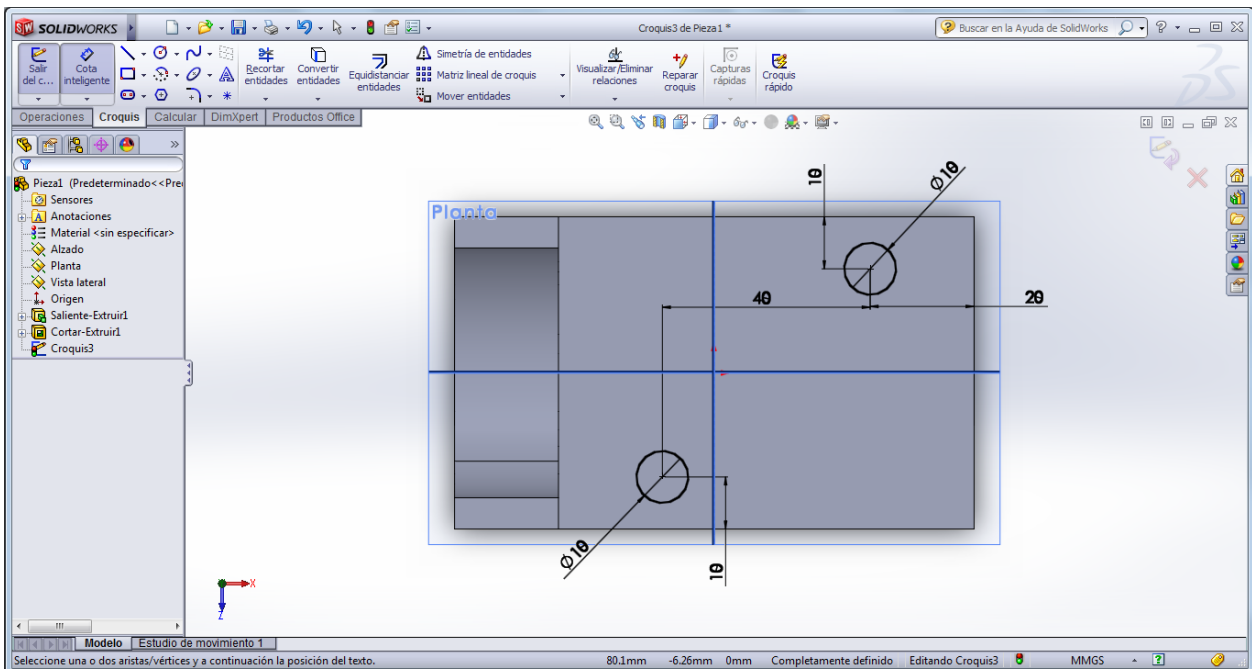 SOLIDWORKS
Croquis3 de Pieza1 *
Buscar en la Ayuda de SolidWorks
Salir del c...
Cota inteligente
Recortar entidades
Convertir entidades
Equidistanciar entidades
Simetría de entidades
Matriz lineal de croquis
Mover entidades
Visualizar/Eliminar relaciones
Reparar croquis
Capturas rápidas
Croquis rápido
Operaciones Croquis Calcular DimXpert Productos Office
Pieza1 (Predeterminado<<Pre
Sensores
Anotaciones
Material <sin especificar>
Alzado
Planta
Vista lateral
Origen
Saliente-Extruir1
Cortar-Extruir1
Croquis3
Planta
10
Ø10
40
20
Ø10
10
X
Z
Modelo Estudio de movimiento 1
Seleccione una o dos aristas/vértices y a continuación la posición del texto. 80.1mm -6.26mm 0mm Completamente definido Editando Croquis3 MMGS